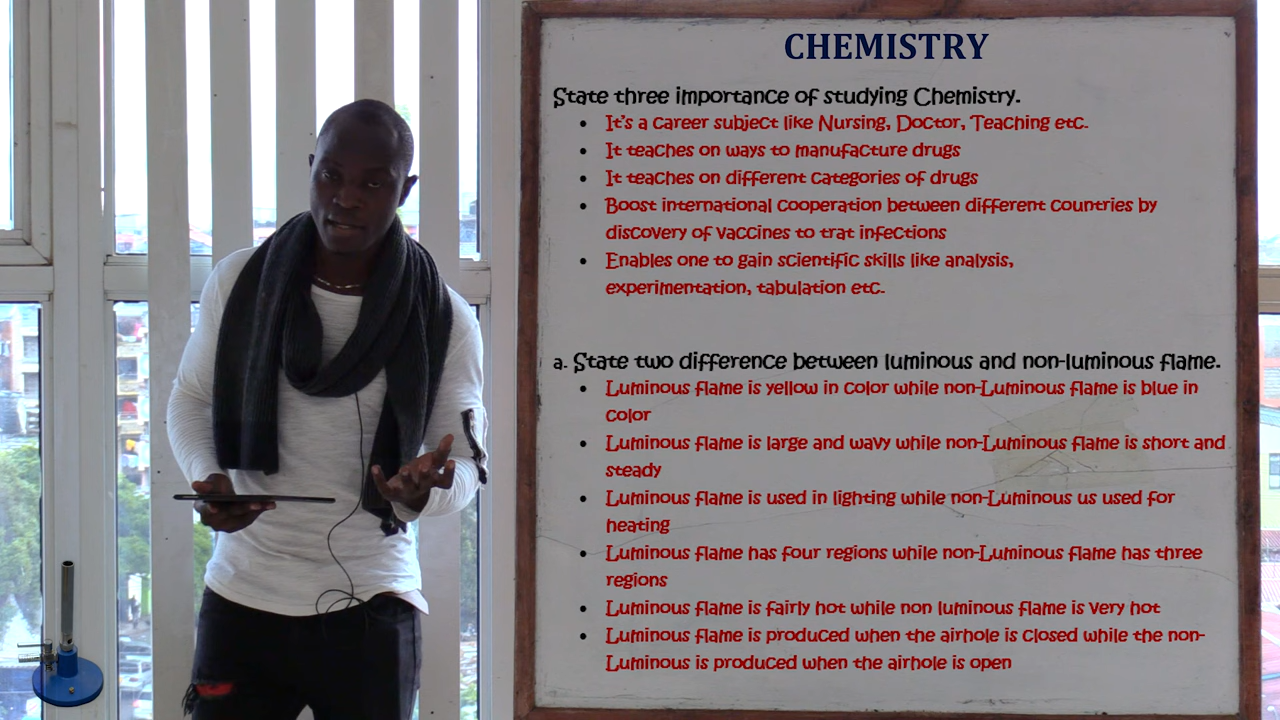 CHEMISTRY
State three importance of studying Chemistry.
• It's a career subject like Nursing, Doctor, Teaching etc.
• It teaches on ways to manufacture drugs
• It teaches on different categories of drugs
• Boost international cooperation between different countries by
discovery of vaccines to trat infections
• Enables one to gain scientific skills like analysis,
experimentation, tabulation etc.
a. State two difference between luminous and non-luminous flame.
• Luminous flame is yellow in color while non-Luminous flame is blue in
color
• Luminous flame is large and wavy while non-Luminous flame is short and
steady
• Luminous flame is used in lighting while non-Luminous us used for
heating
• Luminous flame has four regions while non-Luminous flame has three
regions
• Luminous flame is fairly hot while non luminous flame is very hot
• Luminous flame is produced when the airhole is closed while the non-
Luminous is produced when the airhole is open